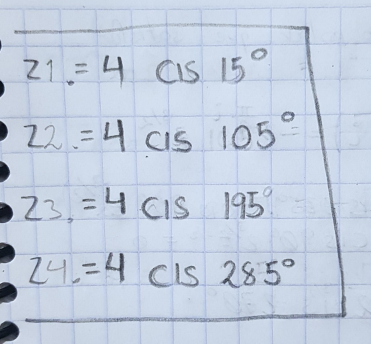 Z1.= 4 cis 15°
Z2.= 4 cis 105°
Z3.= 4 cis 195°
Z4.= 4 cis 285°